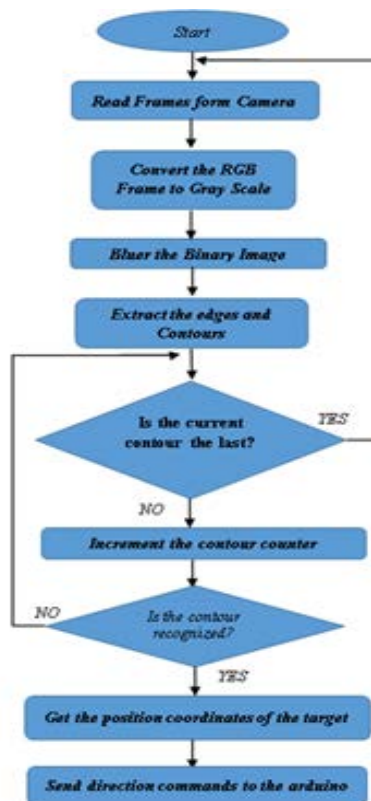 Start
Read Frames form Camera
Convert the RGB
Frame to Gray Scale
Bluer the Binary Image
Extract the edges and
Contours
Is the current
contour the last?
YES
NO
Increment the contour counter
NO
Is the contour
recognized?
YES
Get the position coordinates of the target
Send direction commands to the arduino